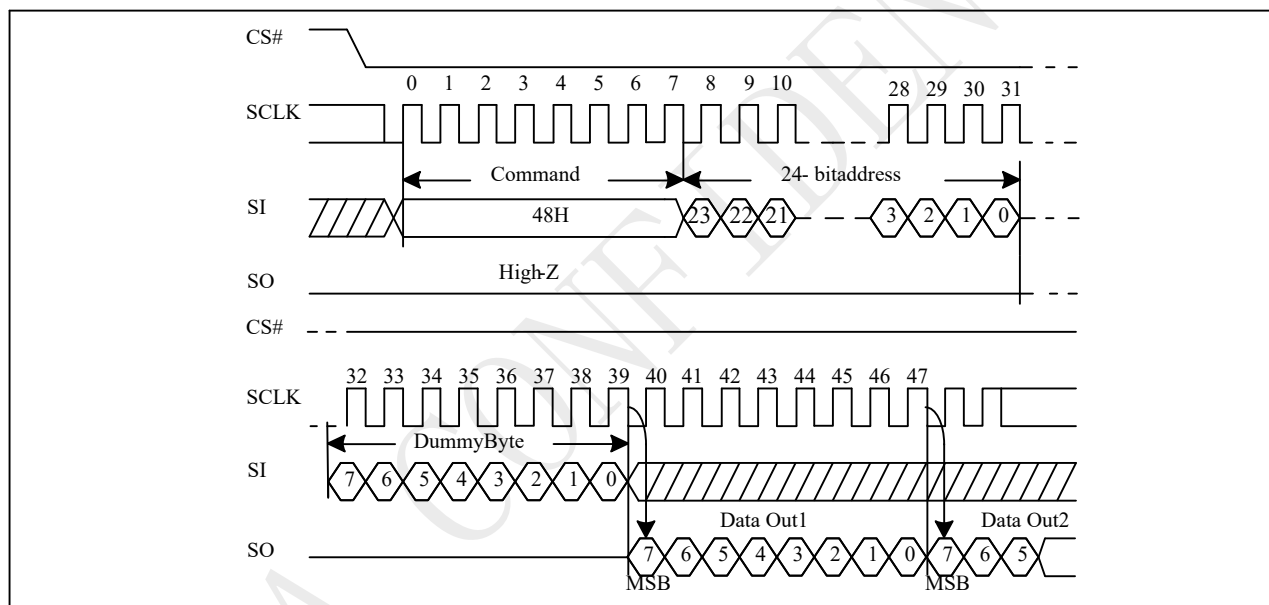 CS#
0 1 2 3 4 5 6 7 8 9 10 28 29 30 31
SCLK
Command 24- bitaddress
SI 48H 23 22 21 3 2 1 0
High-Z
SO
CS#
32 33 34 35 36 37 38 39 40 41 42 43 44 45 46 47
SCLK
DummyByte
SI 7 6 5 4 3 2 1 0
Data Out1 Data Out2
SO 7 6 5 4 3 2 1 0 7 6 5
MSB MSB
CONFIDEN